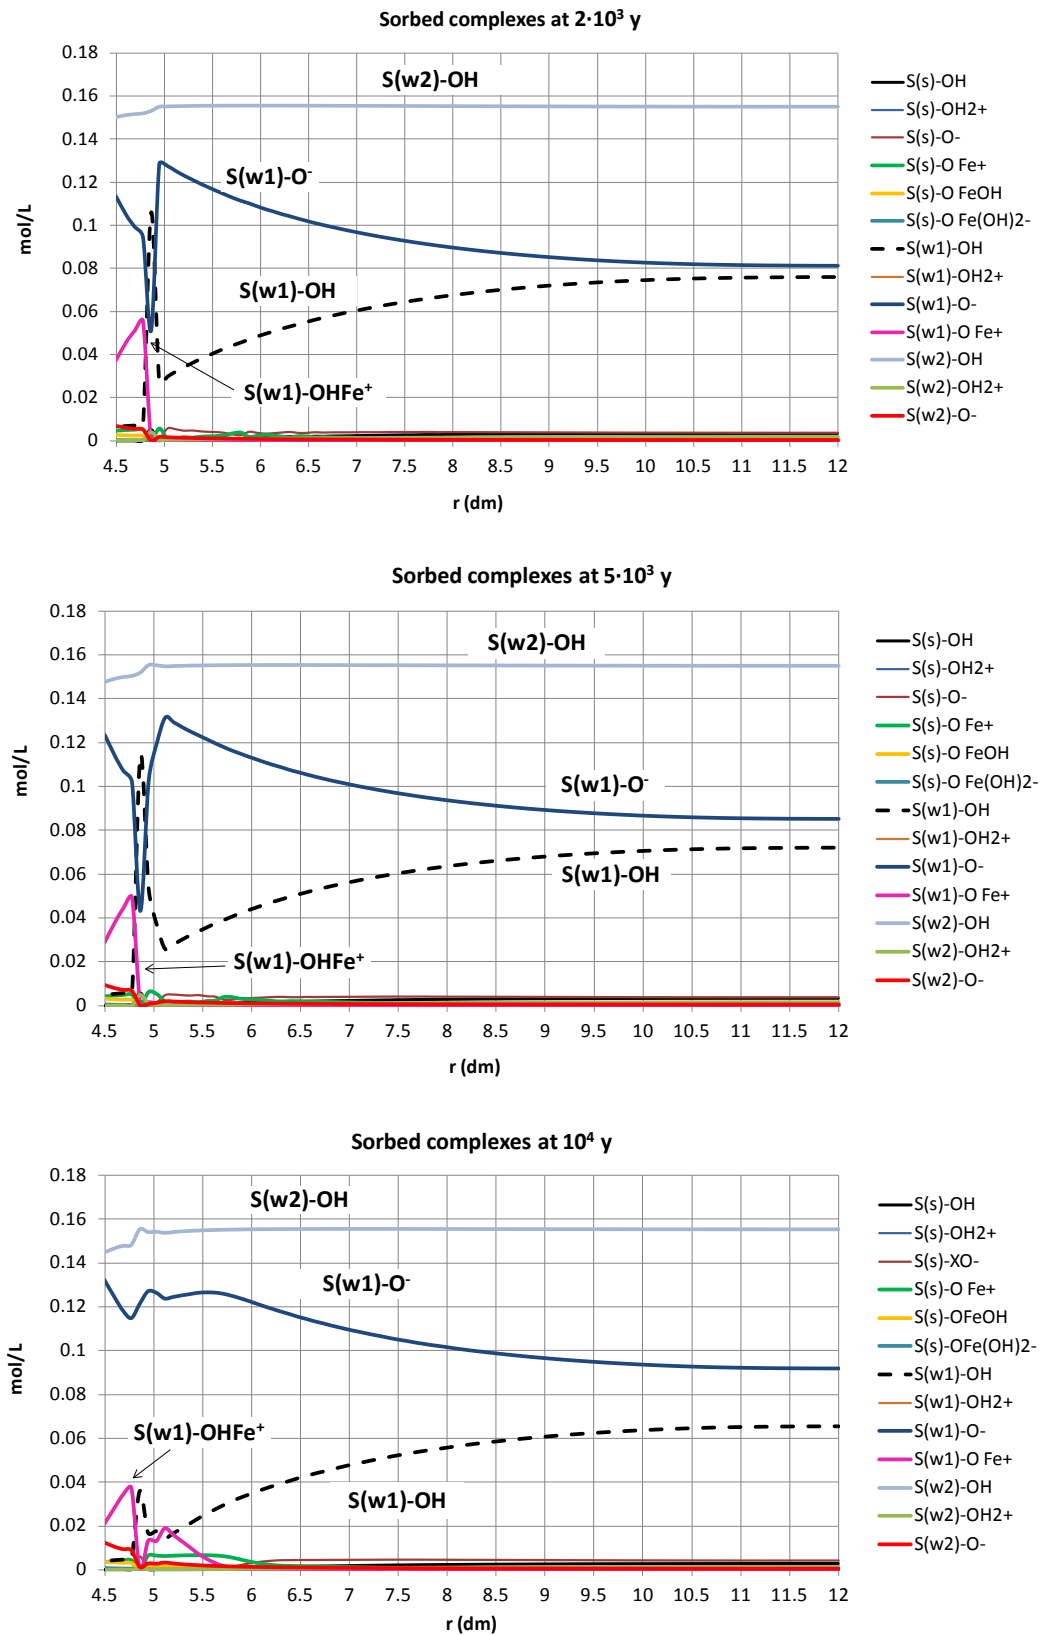 Sorbed complexes at 2·10³ y
0.18
0.16
0.14
0.12
0.1
0.08
0.06
0.04
0.02
0
mol/L
S(w2)-OH
S(w1)-O⁻
S(w1)-OH
S(w1)-OHFe⁺
4.5 5 5.5 6 6.5 7 7.5 8 8.5 9 9.5 10 10.5 11 11.5 12
r (dm)
S(s)-OH
S(s)-OH2+
S(s)-O-
S(s)-O Fe+
S(s)-O FeOH
S(s)-O Fe(OH)2-
S(w1)-OH
S(w1)-OH2+
S(w1)-O-
S(w1)-O Fe+
S(w2)-OH
S(w2)-OH2+
S(w2)-O-
Sorbed complexes at 5·10³ y
0.18
0.16
0.14
0.12
0.1
0.08
0.06
0.04
0.02
0
mol/L
S(w2)-OH
S(w1)-O⁻
S(w1)-OH
S(w1)-OHFe⁺
4.5 5 5.5 6 6.5 7 7.5 8 8.5 9 9.5 10 10.5 11 11.5 12
r (dm)
S(s)-OH
S(s)-OH2+
S(s)-O-
S(s)-O Fe+
S(s)-O FeOH
S(s)-O Fe(OH)2-
S(w1)-OH
S(w1)-OH2+
S(w1)-O-
S(w1)-O Fe+
S(w2)-OH
S(w2)-OH2+
S(w2)-O-
Sorbed complexes at 10⁴ y
0.18
0.16
0.14
0.12
0.1
0.08
0.06
0.04
0.02
0
mol/L
S(w2)-OH
S(w1)-O⁻
S(w1)-OHFe⁺
S(w1)-OH
4.5 5 5.5 6 6.5 7 7.5 8 8.5 9 9.5 10 10.5 11 11.5 12
r (dm)
S(s)-OH
S(s)-OH2+
S(s)-XO-
S(s)-O Fe+
S(s)-OFeOH
S(s)-OFe(OH)2-
S(w1)-OH
S(w1)-OH2+
S(w1)-O-
S(w1)-O Fe+
S(w2)-OH
S(w2)-OH2+
S(w2)-O-